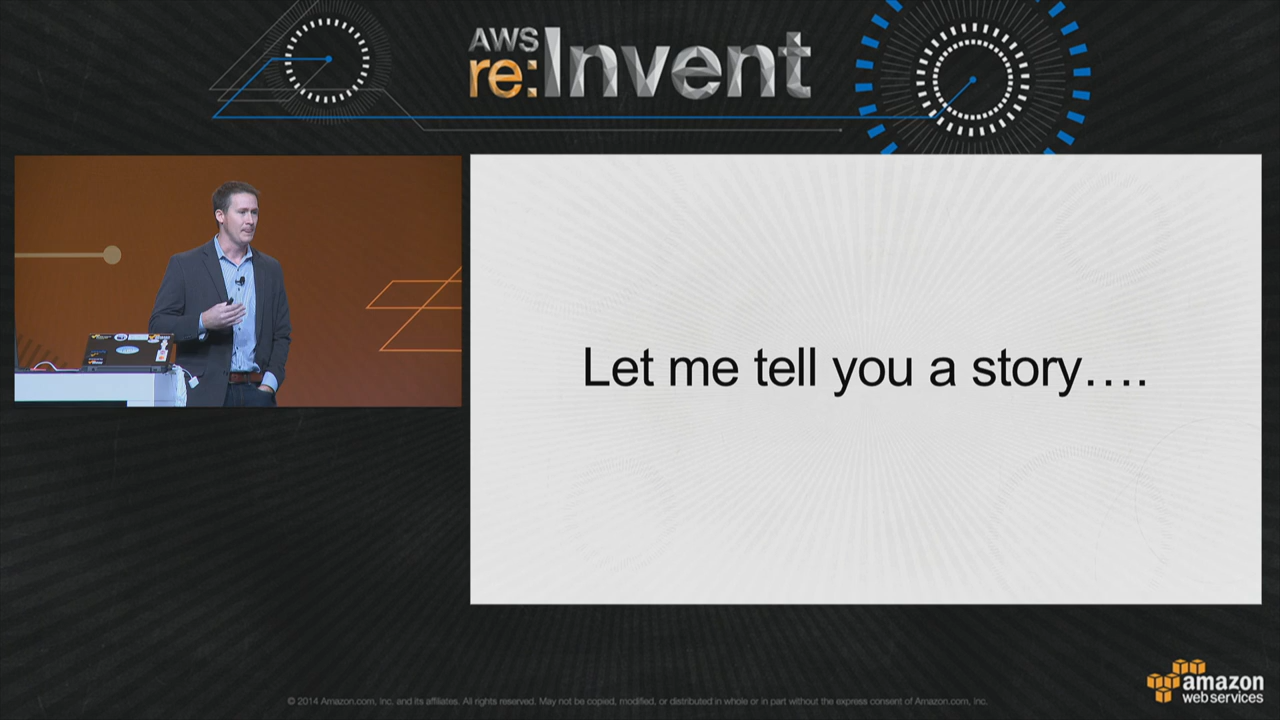 AWS
re:Invent
Let me tell you a story….
amazon
web services
© 2014 Amazon.com, Inc. and its affiliates. All rights reserved. May not be copied, modified, or distributed in whole or in part without the express consent of Amazon.com, Inc.